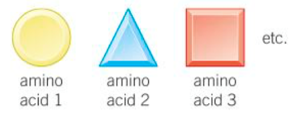 etc.
amino
acid 1
amino
acid 2
amino
acid 3